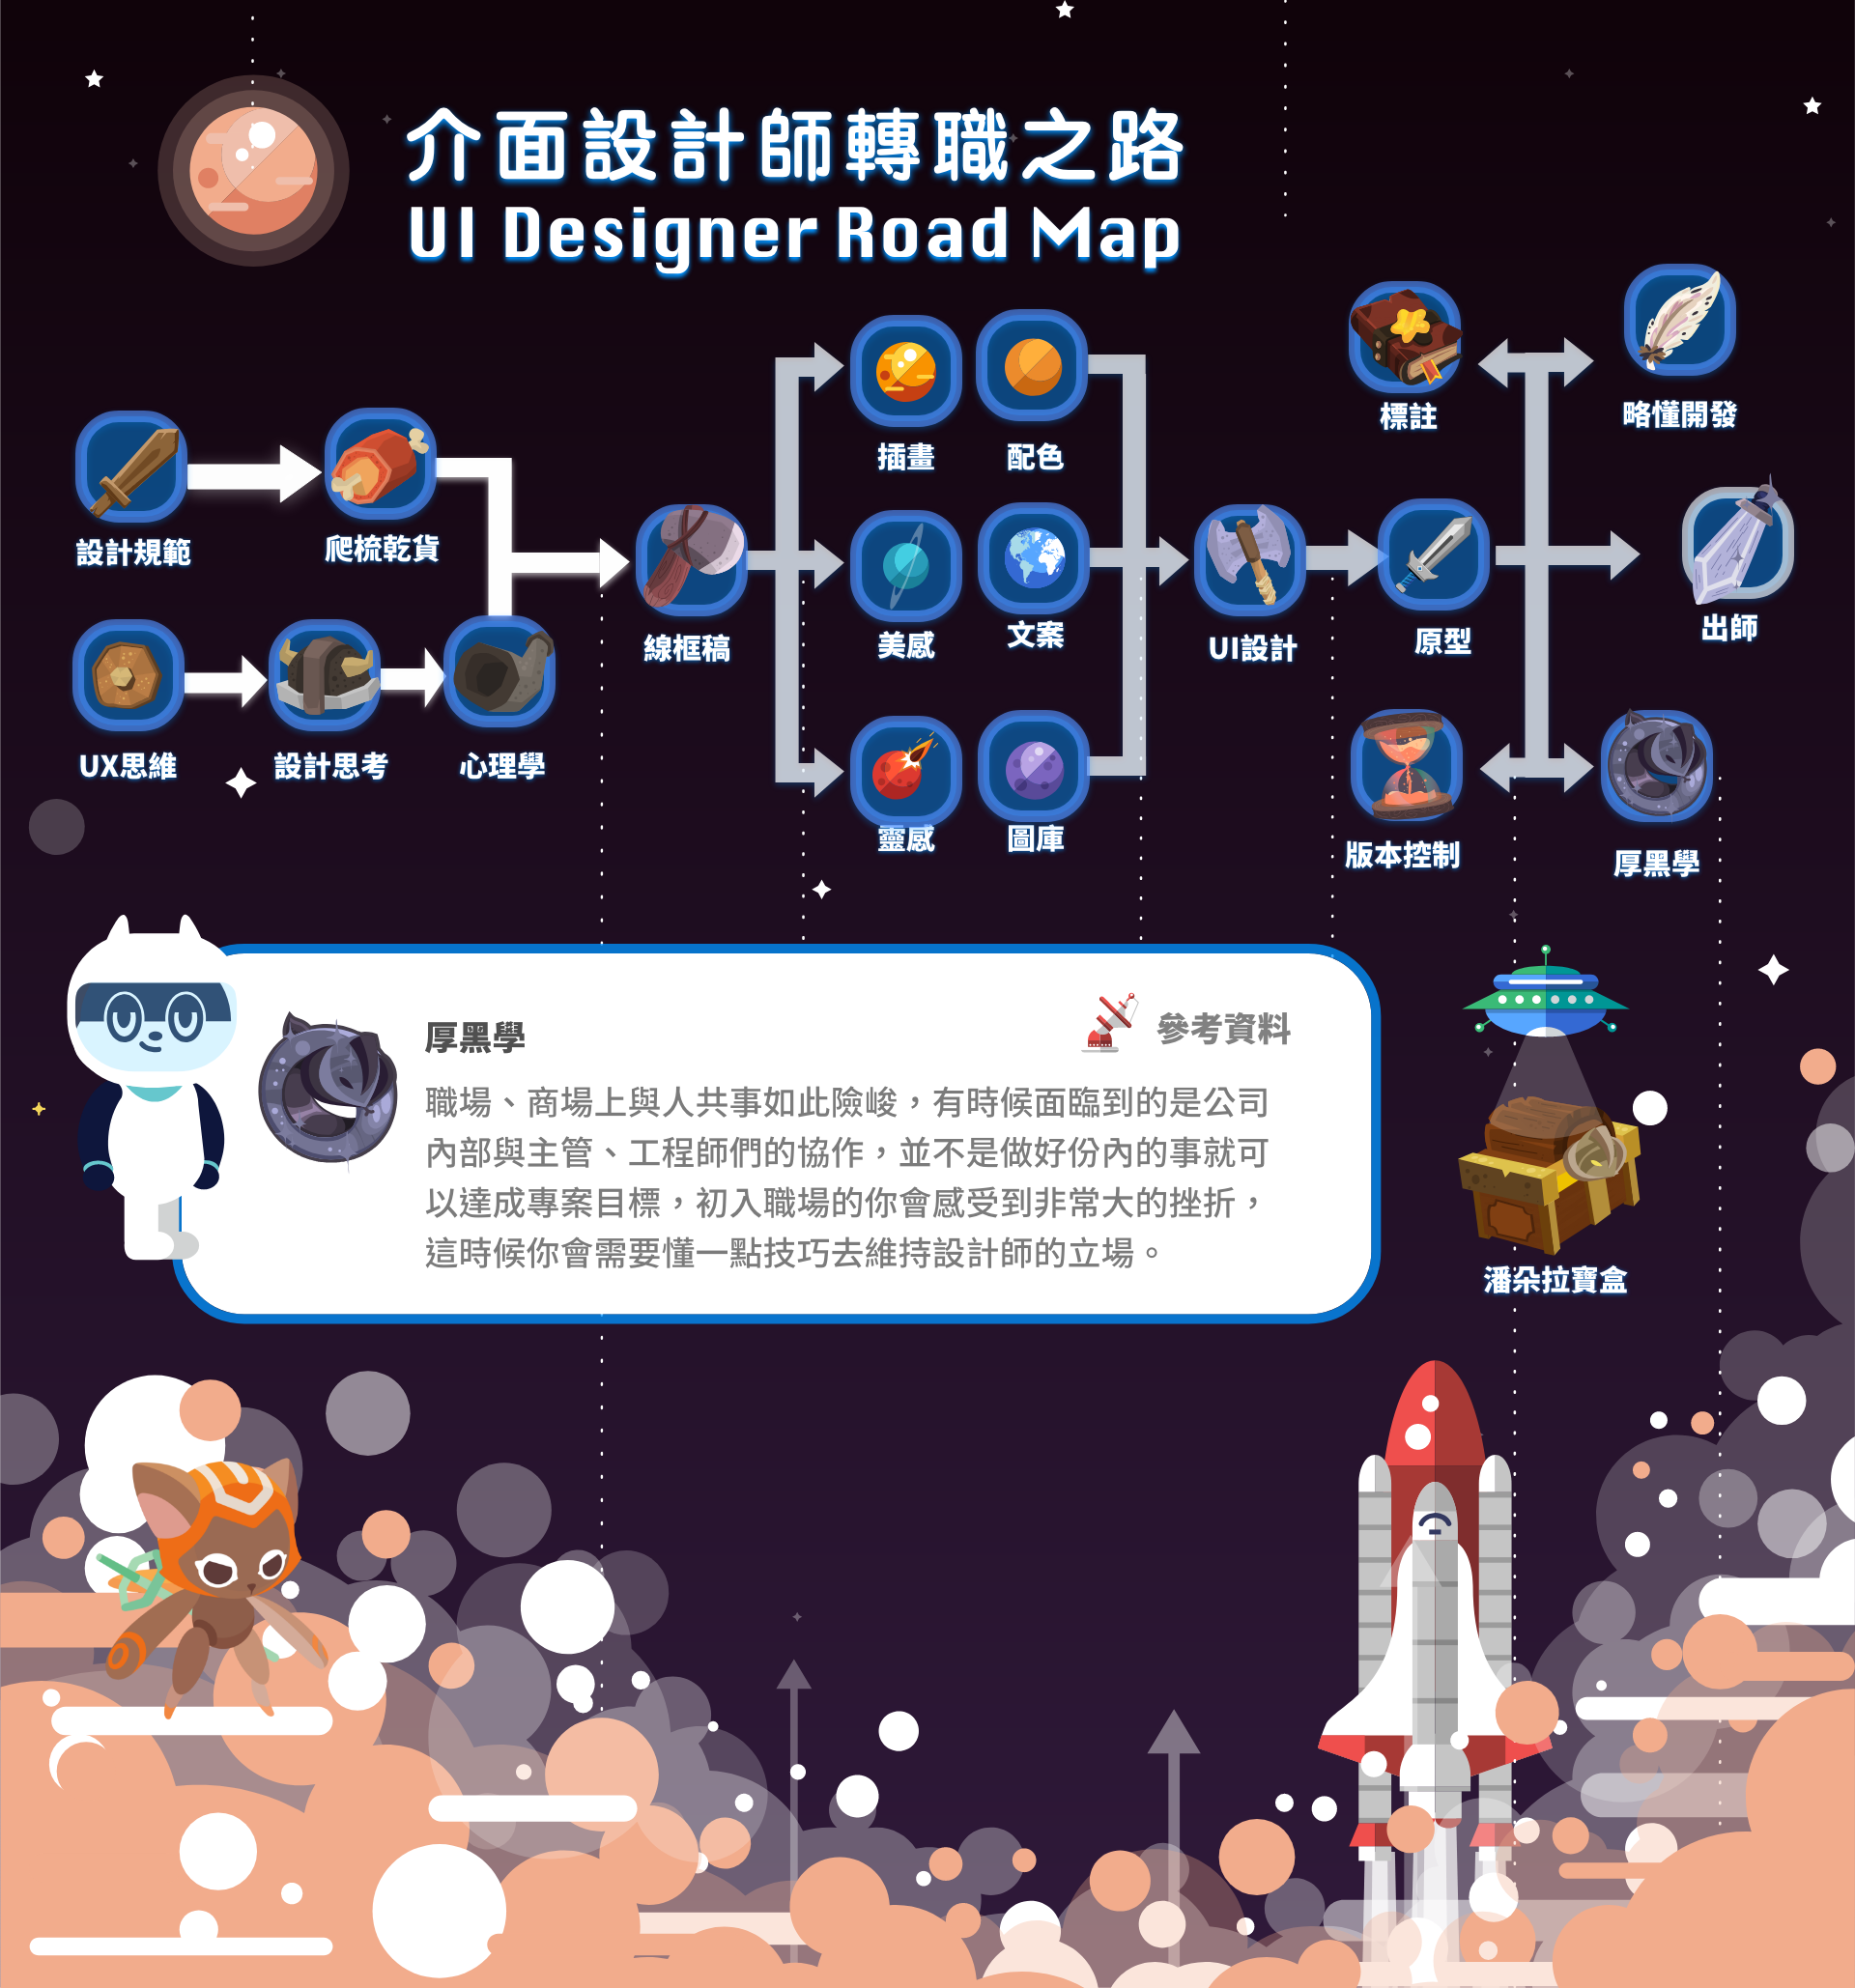 介面設計師轉職之路
UI Designer Road Map
設計規範
爬梳乾貨
UX思維
設計思考
心理學
線框稿
插畫
配色
美感
文案
靈感
圖庫
UI設計
原型
標註
略懂開發
出師
版本控制
厚黑學
厚黑學
參考資料
職場、商場上與人共事如此險峻，有時候面臨到的是公司
內部與主管、工程師們的協作，並不是做好份內的事就可
以達成專案目標，初入職場的你會感受到非常大的挫折，
這時候你會需要懂一點技巧去維持設計師的立場。
潘朵拉寶盒